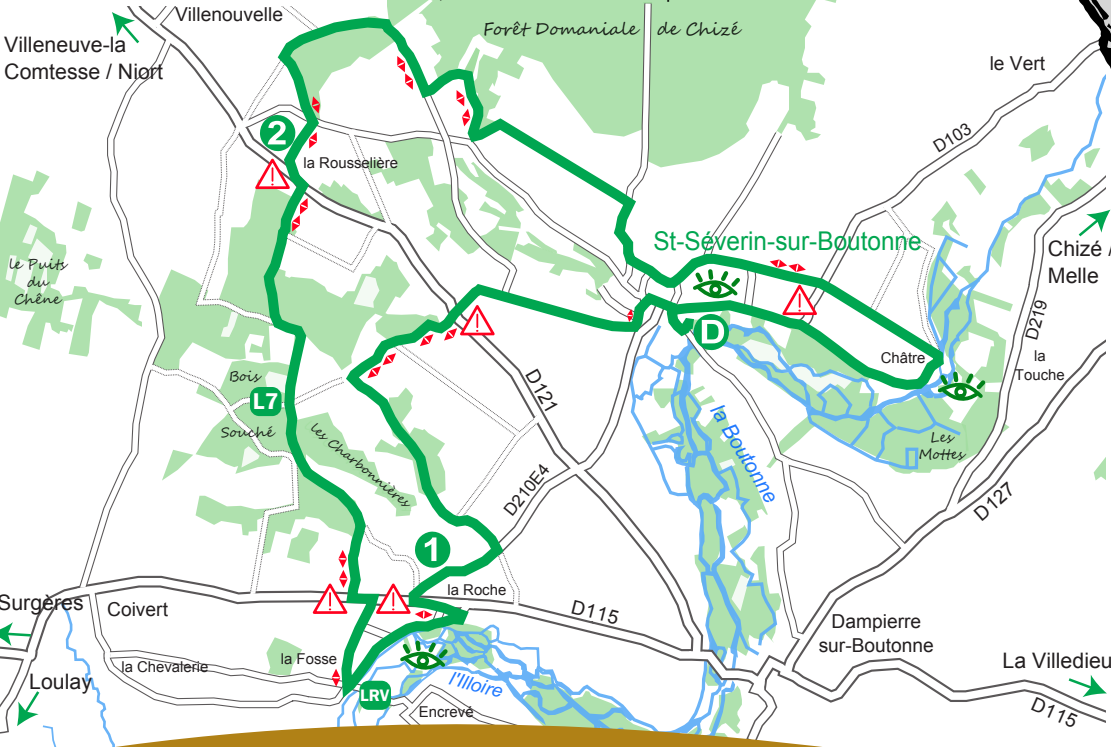 Villenouvelle
Forêt Domaniale de Chizé
Villeneuve-la
Comtesse / Niort
le Vert
2
D103
la Rousselière
St-Séverin-sur-Boutonne
Chizé /
Melle
le Puits
du
Chêne
D219
D
Châtre
la
Touche
Bois
L7
Souché
D121
la Boutonne
les Charbonnières
Les
Mottes
D210E4
D127
1
la Roche
Surgères
Coivert
D115
Dampierre
sur-Boutonne
la Chevalerie
la Fosse
La Villedieu
Loulay
l'Illoire
LRV
Encrevé
D115